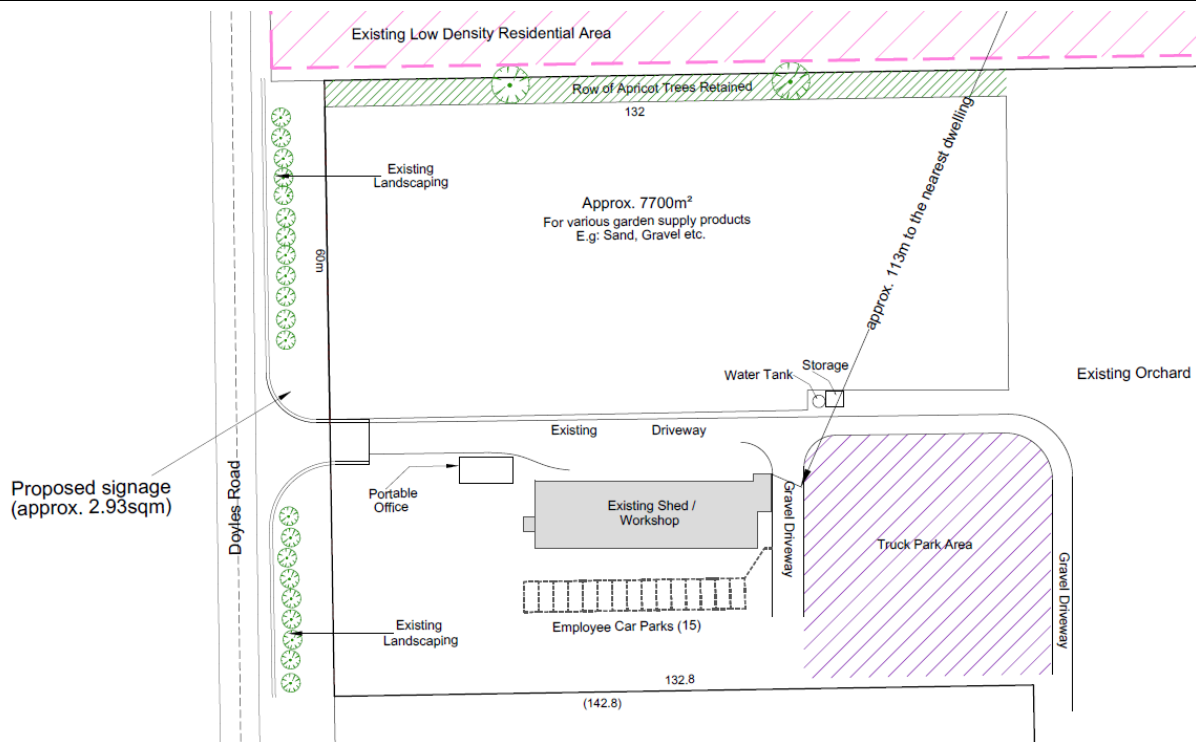 Existing Low Density Residential Area
Row of Apricot Trees Retained
132
Existing
Landscaping
Approx. 7700m²
For various garden supply products
E.g: Sand, Gravel etc.
60m
approx. 113m to the nearest dwelling
Water Tank
Storage
Existing Orchard
Existing Driveway
Proposed signage
(approx. 2.93sqm)
Doyles Road
Portable
Office
Existing Shed /
Workshop
Gravel Driveway
Truck Park Area
Gravel Driveway
Employee Car Parks (15)
Existing
Landscaping
132.8
(142.8)